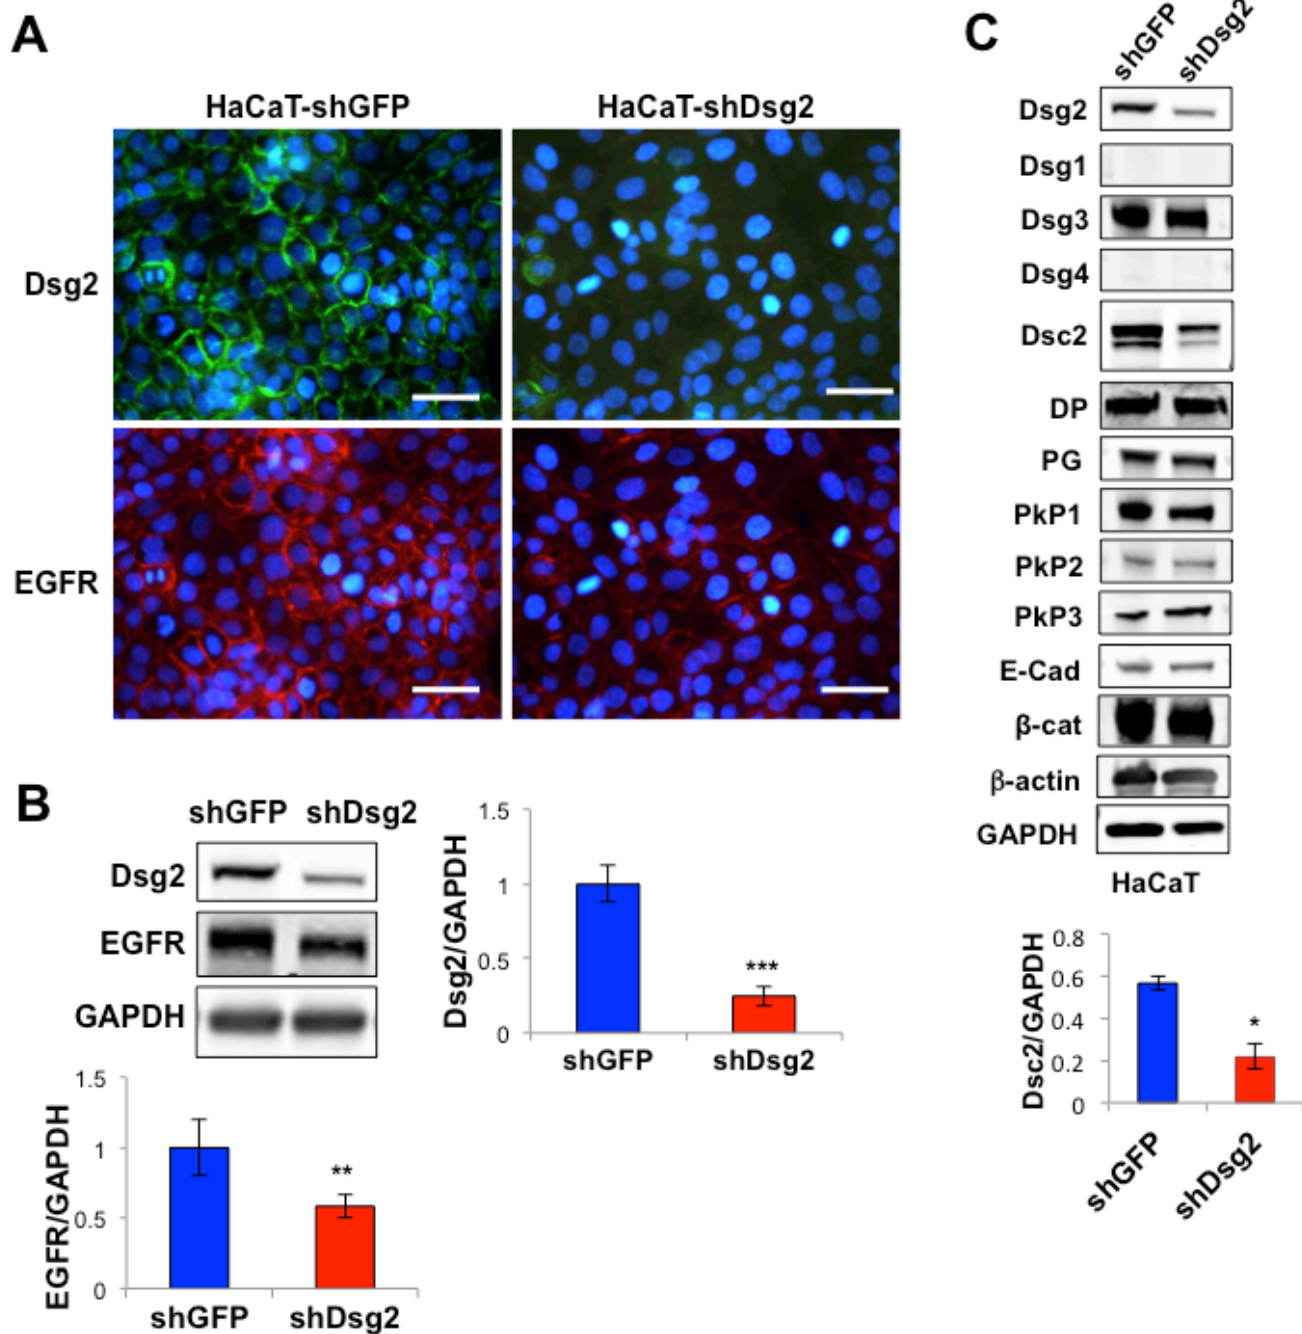 A
HaCaT-shGFP HaCaT-shDsg2
Dsg2
EGFR
B
shGFP shDsg2
Dsg2
EGFR
GAPDH
Dsg2/GAPDH
1.5
1
0.5
0
***
shGFP shDsg2
EGFR/GAPDH
1.5
1
0.5
0
**
shGFP shDsg2
C
shGFP shDsg2
Dsg2
Dsg1
Dsg3
Dsg4
Dsc2
DP
PG
PkP1
PkP2
PkP3
E-Cad
β-cat
β-actin
GAPDH
HaCaT
Dsc2/GAPDH
0.8
0.6
0.4
0.2
0
*
shGFP shDsg2